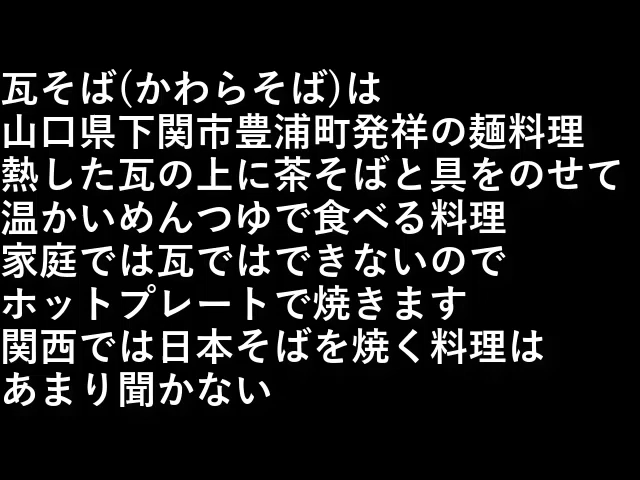 瓦そば(かわらそば)は
山口県下関市豊浦町発祥の麺料理
熱した瓦の上に茶そばと具をのせて
温かいめんつゆで食べる料理
家庭では瓦ではできないので
ホットプレートで焼きます
関西では日本そばを焼く料理は
あまり聞かない